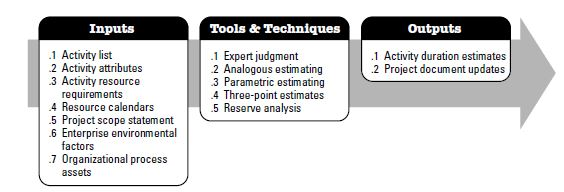 Inputs
.1 Activity list
.2 Activity attributes
.3 Activity resource
requirements
.4 Resource calendars
.5 Project scope statement
.6 Enterprise environmental
factors
.7 Organizational process
assets
Tools & Techniques
.1 Expert judgment
.2 Analogous estimating
.3 Parametric estimating
.4 Three-point estimates
.5 Reserve analysis
Outputs
.1 Activity duration estimates
.2 Project document updates